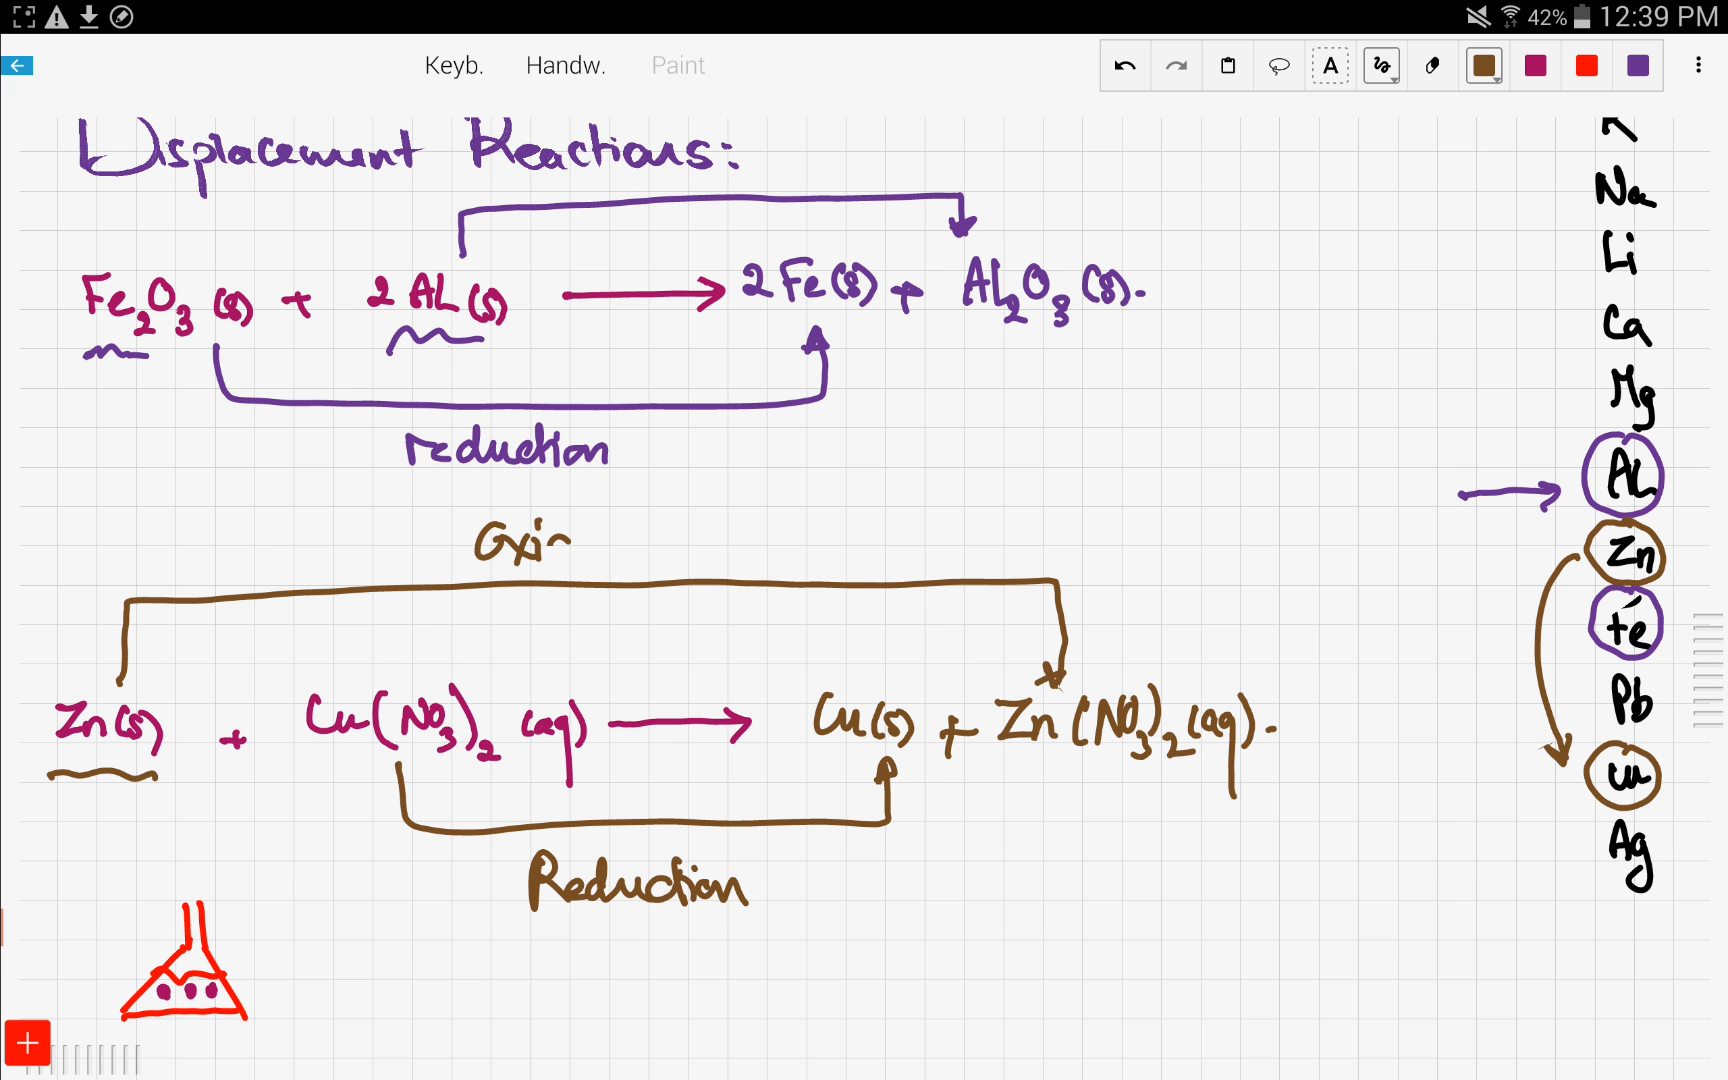 42% 12:39 PM
Keyb. Handw. Paint A
Displacement Reactions:
Fe₂O₃ (s) + 2 AL (s) → 2 Fe (s) + AL₂O₃ (s).
reduction
Oxi
Zn(s) + Cu(NO₃)₂ (aq) → Cu(s) + Zn(NO₃)₂ (aq).
Reduction
Na
Li
Ca
Mg
AL
Zn
Fe
Pb
Cu
Ag